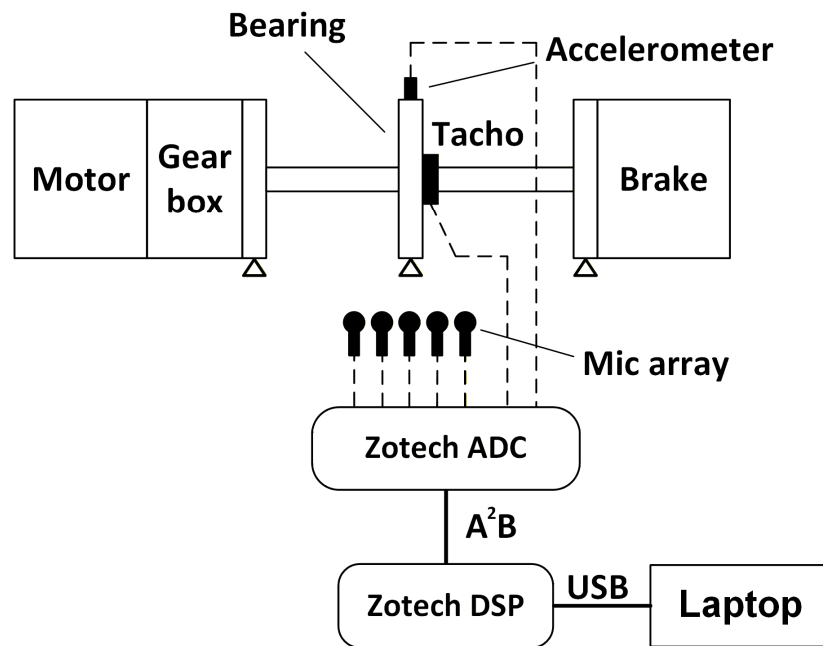 Bearing
Accelerometer
Tacho
Motor
Gear
box
Brake
Mic array
Zotech ADC
A²B
Zotech DSP
USB
Laptop